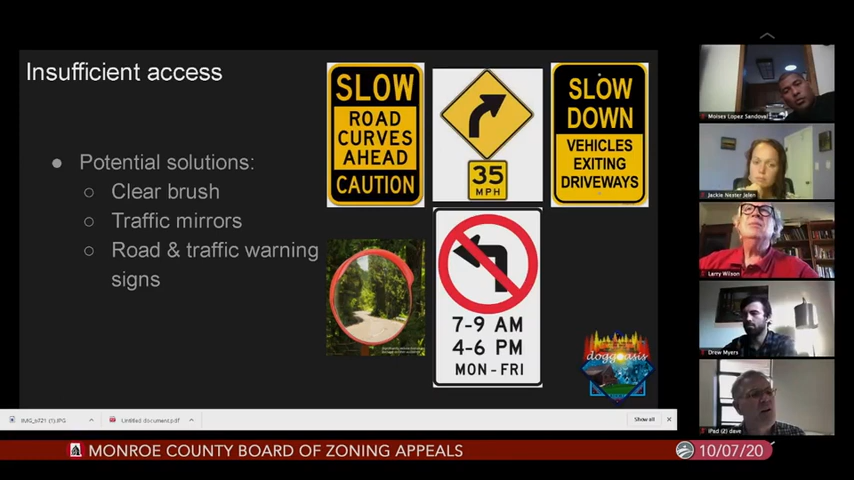 Insufficient access
Potential solutions:
Clear brush
Traffic mirrors
Road & traffic warning
signs
SLOW
ROAD
CURVES
AHEAD
CAUTION
35
MPH
SLOW
DOWN
VEHICLES
EXITING
DRIVEWAYS
7-9 AM
4-6 PM
MON-FRI
doggoasis
Moises Lopez Sandoval
Jackie Nester Jelen
Larry Wilson
Drew Myers
iPad (2) dave
Untitled document.pdf
Show all
MONROE COUNTY BOARD OF ZONING APPEALS
10/07/20